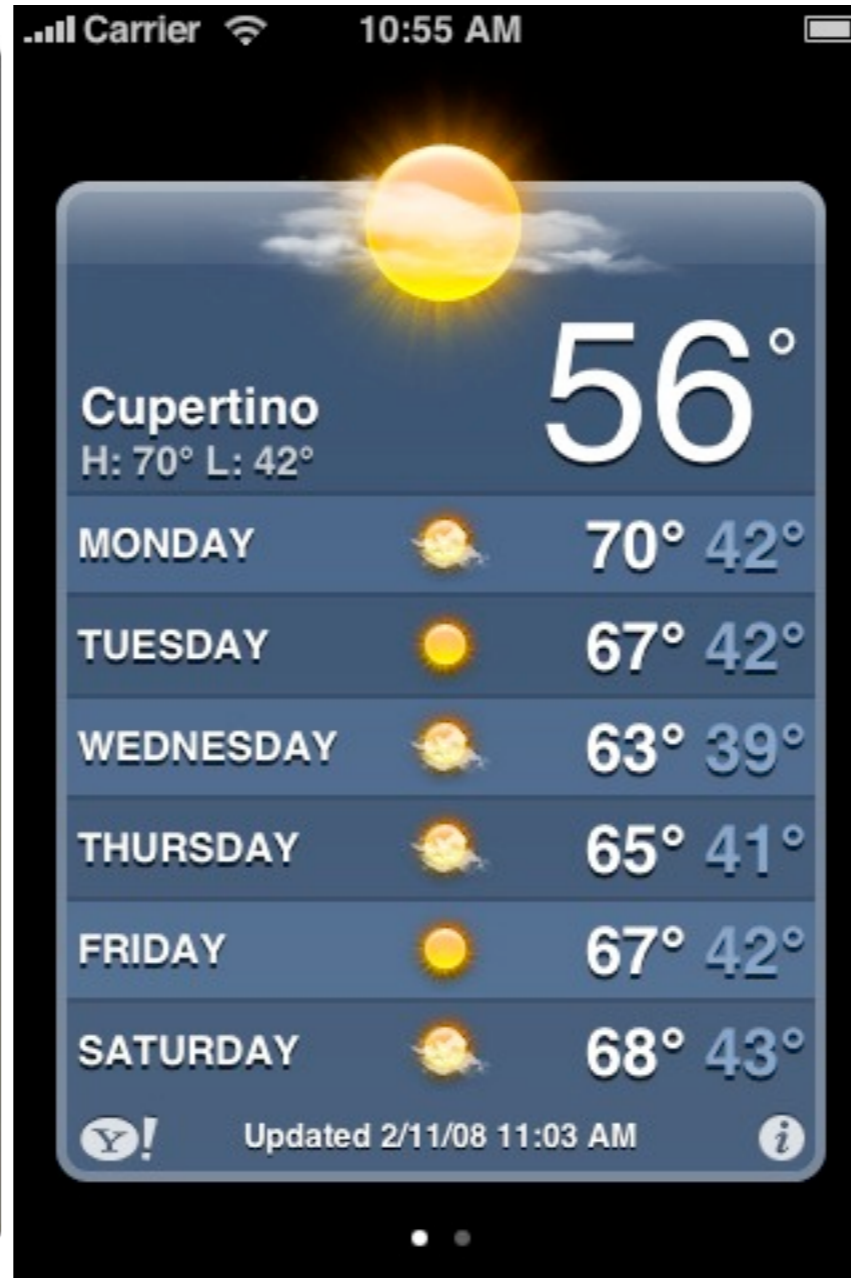 Carrier 10:55 AM
56°
Cupertino
H: 70° L: 42°
MONDAY 70° 42°
TUESDAY 67° 42°
WEDNESDAY 63° 39°
THURSDAY 65° 41°
FRIDAY 67° 42°
SATURDAY 68° 43°
Y! Updated 2/11/08 11:03 AM i